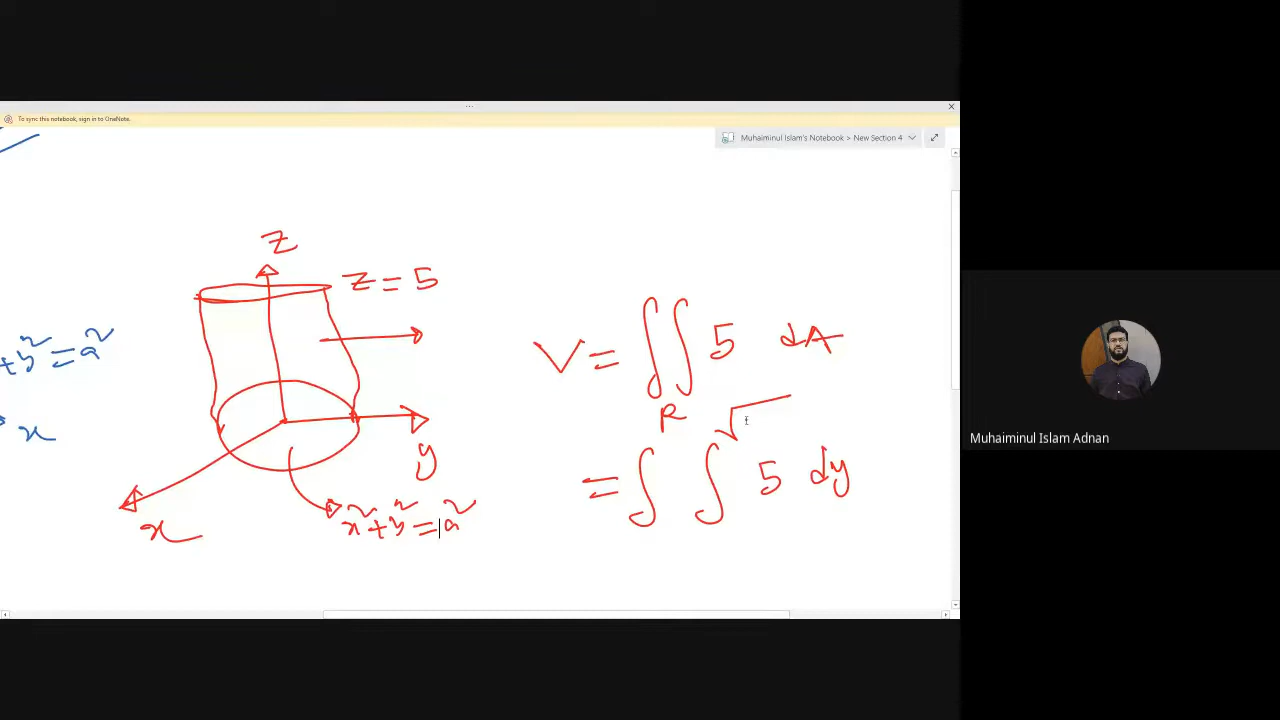 To sync this notebook, sign in to OneNote.
Muhaiminul Islam's Notebook > New Section 4
z
z = 5
+y² = a²
x
V = ∬ 5 dA
R
y
= ∫ ∫^√ 5 dy
x² + y² = a²
x
Muhaiminul Islam Adnan